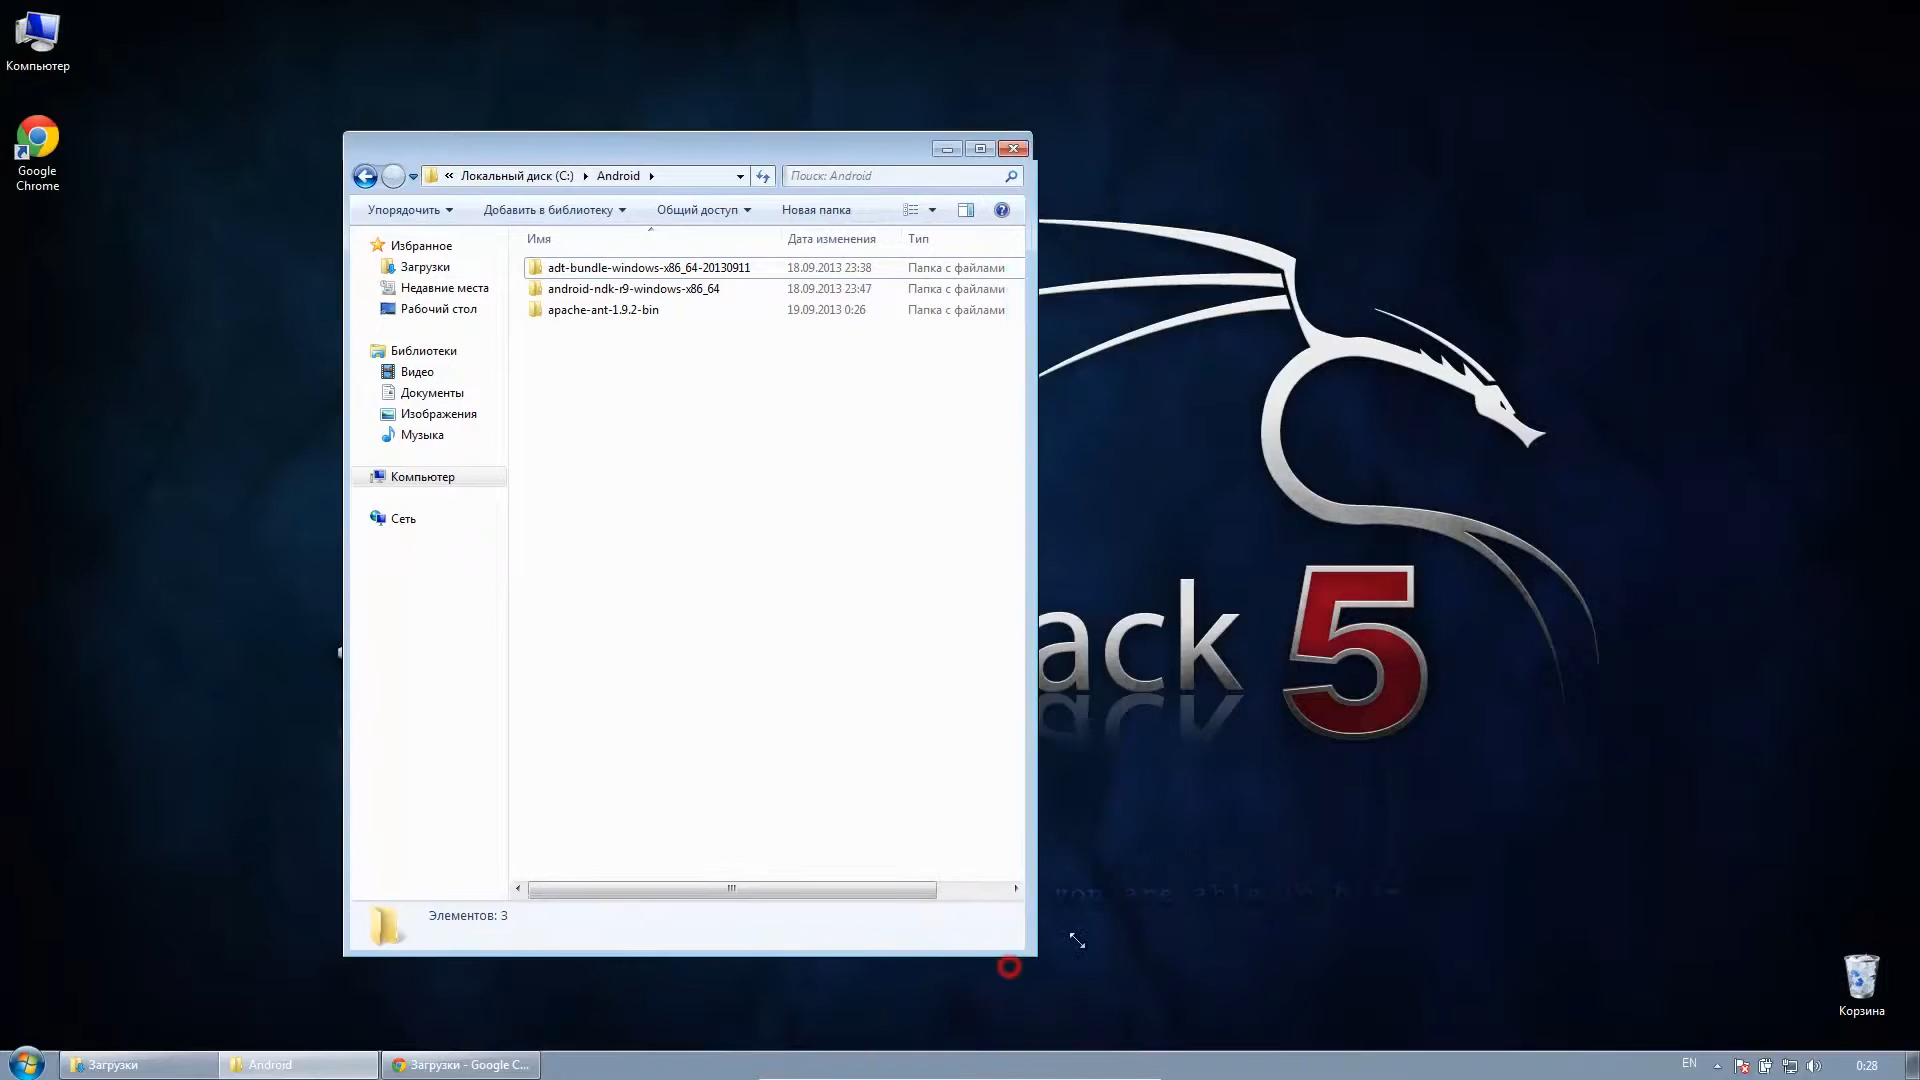 Компьютер
Google
Chrome
« Локальный диск (C:) Android
Поиск: Android
Упорядочить
Добавить в библиотеку
Общий доступ
Новая папка
Избранное
Загрузки
Недавние места
Рабочий стол
Библиотеки
Видео
Документы
Изображения
Музыка
Компьютер
Сеть
Имя
Дата изменения
Тип
adt-bundle-windows-x86_64-20130911 18.09.2013 23:38 Папка с файлами
android-ndk-r9-windows-x86_64 18.09.2013 23:47 Папка с файлами
apache-ant-1.9.2-bin 19.09.2013 0:26 Папка с файлами
Элементов: 3
ack 5
you are able
Корзина
Загрузки
Android
Загрузки - Google C...
EN
0:28